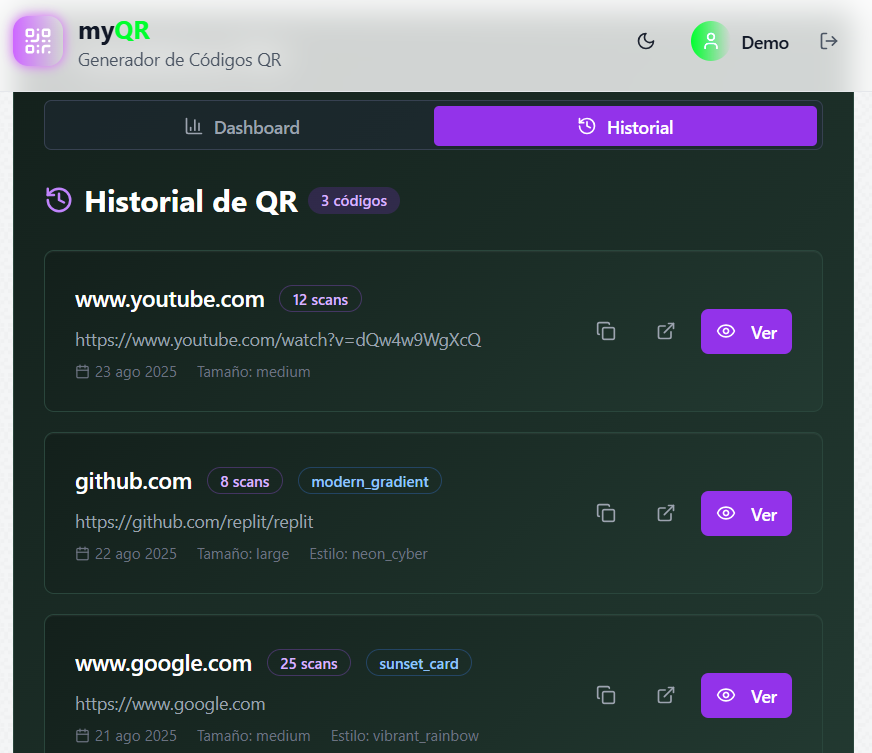 myQR
Generador de Códigos QR
Demo
Dashboard
Historial
Historial de QR
3 códigos
www.youtube.com
12 scans
https://www.youtube.com/watch?v=dQw4w9WgXcQ
23 ago 2025
Tamaño: medium
Ver
github.com
8 scans
modern_gradient
https://github.com/replit/replit
22 ago 2025
Tamaño: large
Estilo: neon_cyber
Ver
www.google.com
25 scans
sunset_card
https://www.google.com
21 ago 2025
Tamaño: medium
Estilo: vibrant_rainbow
Ver